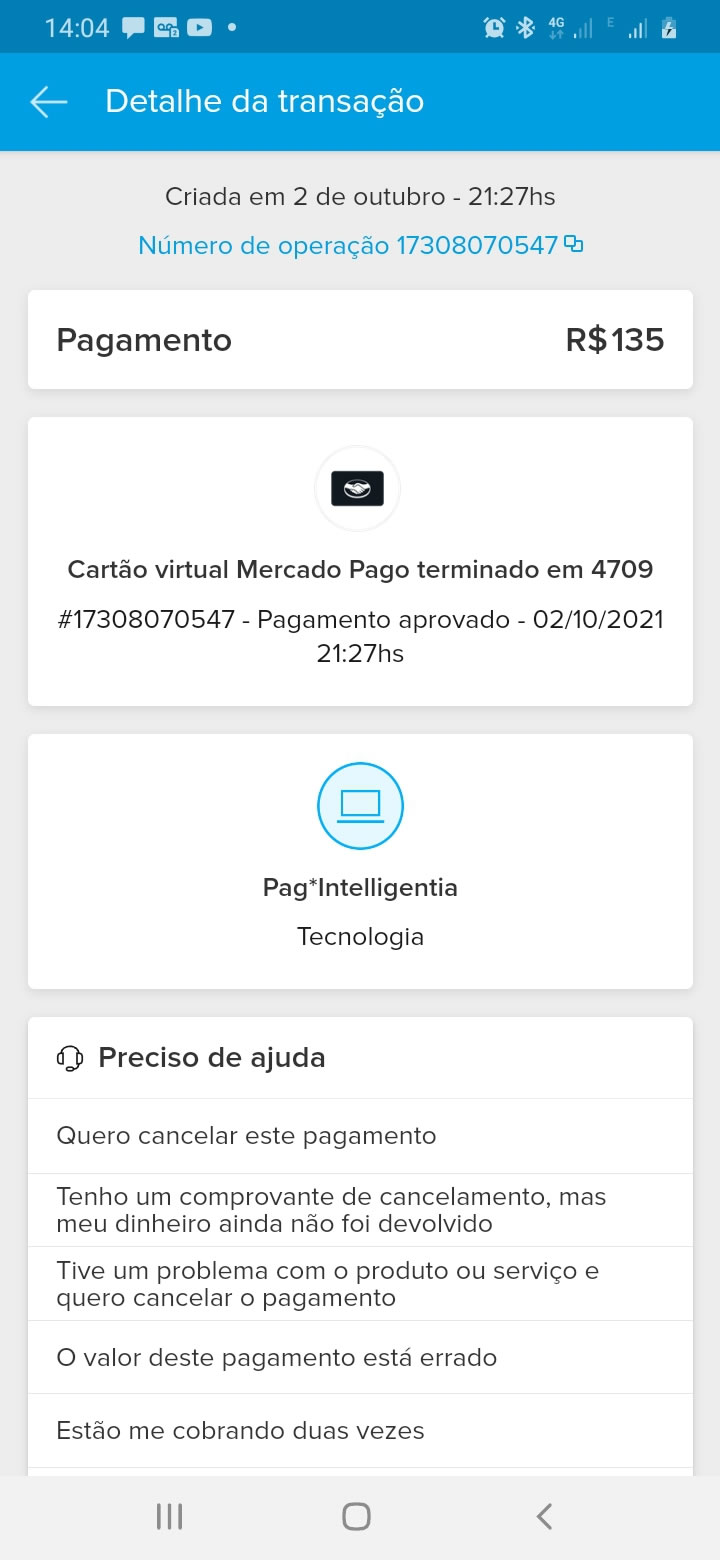 14:04
4G
E
Detalhe da transação
Criada em 2 de outubro - 21:27hs
Número de operação 17308070547
Pagamento R$135
Cartão virtual Mercado Pago terminado em 4709
#17308070547 - Pagamento aprovado - 02/10/2021
21:27hs
Pag*Intelligentia
Tecnologia
Preciso de ajuda
Quero cancelar este pagamento
Tenho um comprovante de cancelamento, mas
meu dinheiro ainda não foi devolvido
Tive um problema com o produto ou serviço e
quero cancelar o pagamento
O valor deste pagamento está errado
Estão me cobrando duas vezes